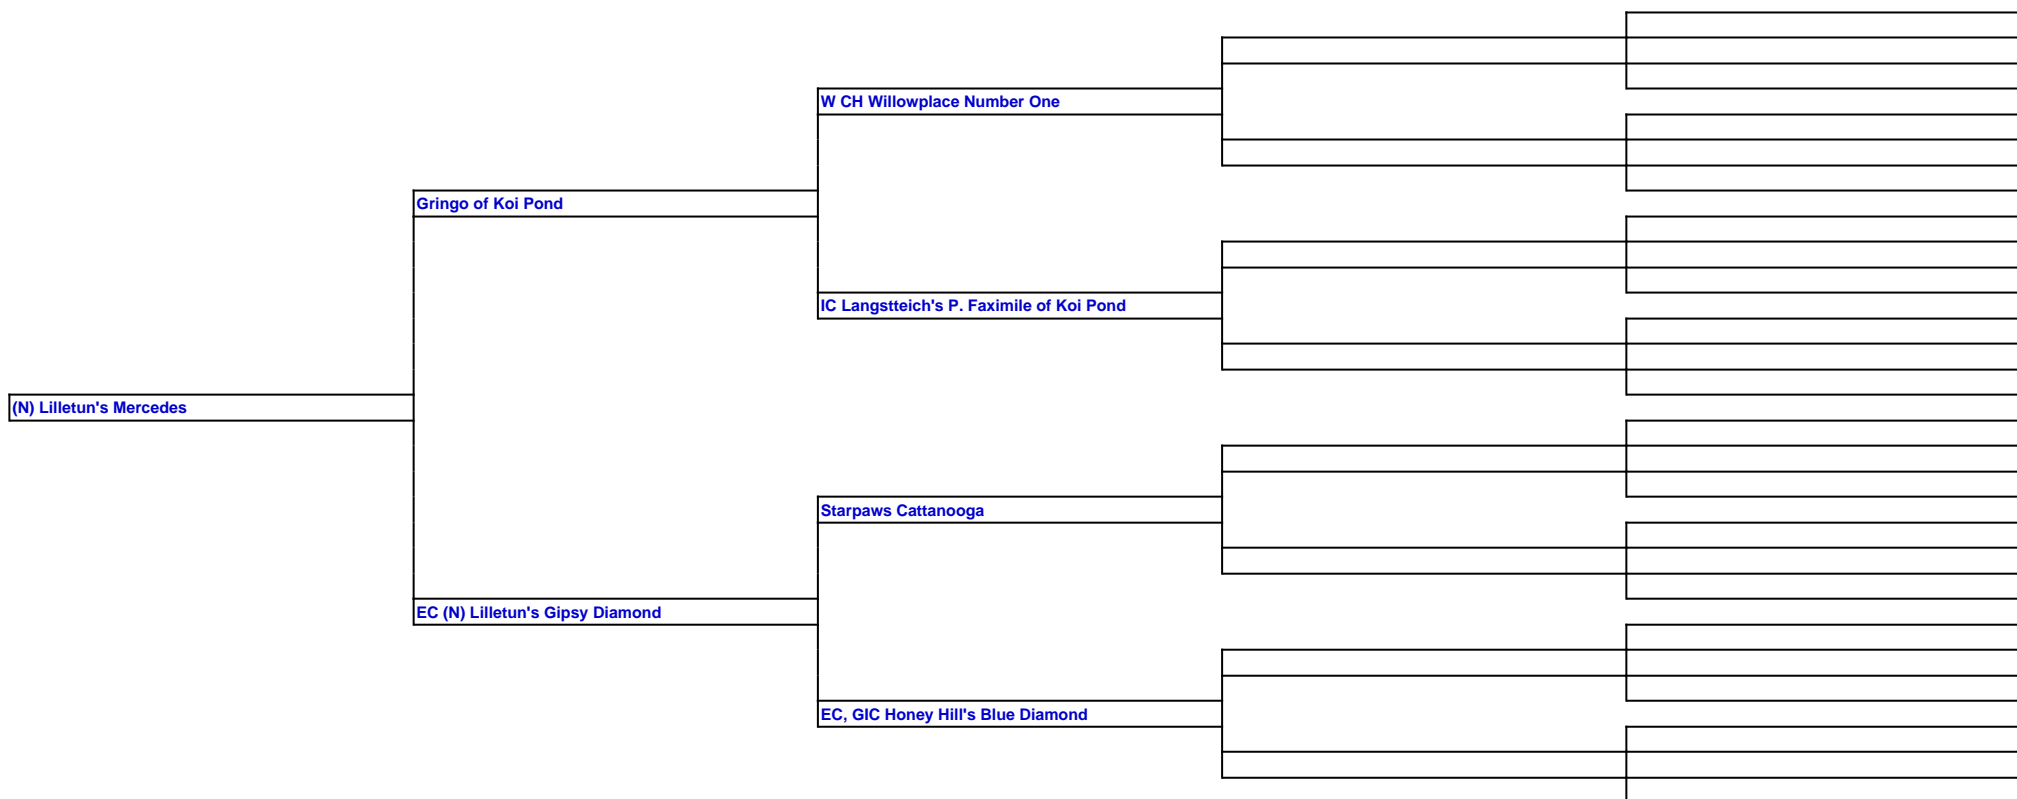 W CH Willowplace Number One
Gringo of Koi Pond
IC Langstteich's P. Faximile of Koi Pond
(N) Lilletun's Mercedes
Starpaws Cattanooga
EC (N) Lilletun's Gipsy Diamond
EC, GIC Honey Hill's Blue Diamond